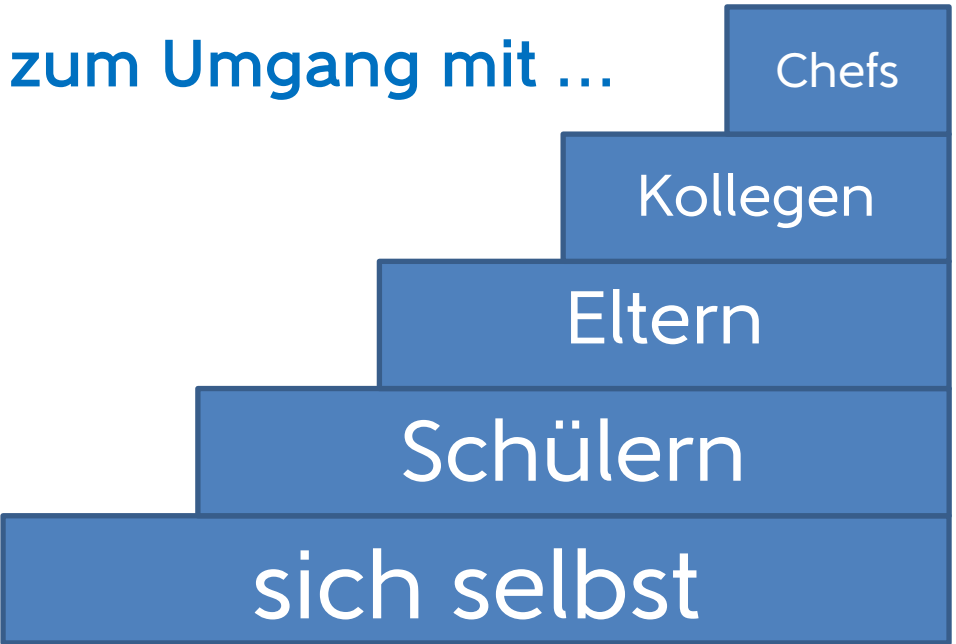 zum Umgang mit ...
Chefs
Kollegen
Eltern
Schülern
sich selbst